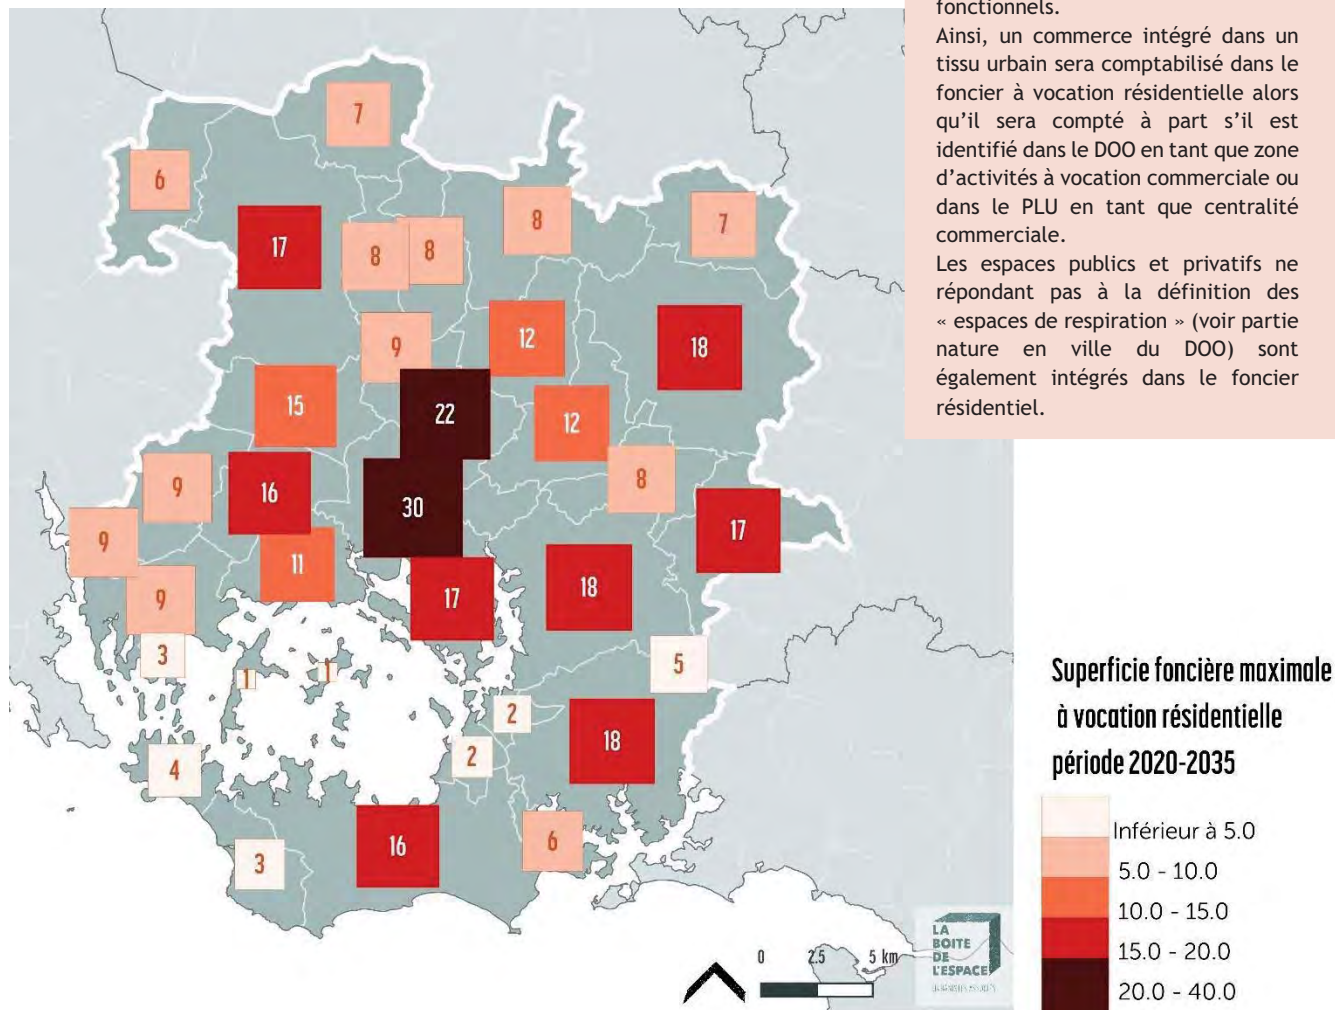 fonctionnels.
Ainsi, un commerce intégré dans un
tissu urbain sera comptabilisé dans le
foncier à vocation résidentielle alors
qu'il sera compté à part s'il est
identifié dans le DOO en tant que zone
d'activités à vocation commerciale ou
dans le PLU en tant que centralité
commerciale.
Les espaces publics et privatifs ne
répondant pas à la définition des
« espaces de respiration » (voir partie
nature en ville du DOO) sont
également intégrés dans le foncier
résidentiel.
7
6
8
7
17
8
8
12
18
9
15
22
12
9
16
8
30
17
9
11
18
9
17
3
5
1
1
2
18
2
4
16
6
3
Superficie foncière maximale
à vocation résidentielle
période 2020-2035
Inférieur à 5.0
5.0 - 10.0
10.0 - 15.0
15.0 - 20.0
20.0 - 40.0
0 2.5 5 km
LA
BOITE
DE
L'ESPACE